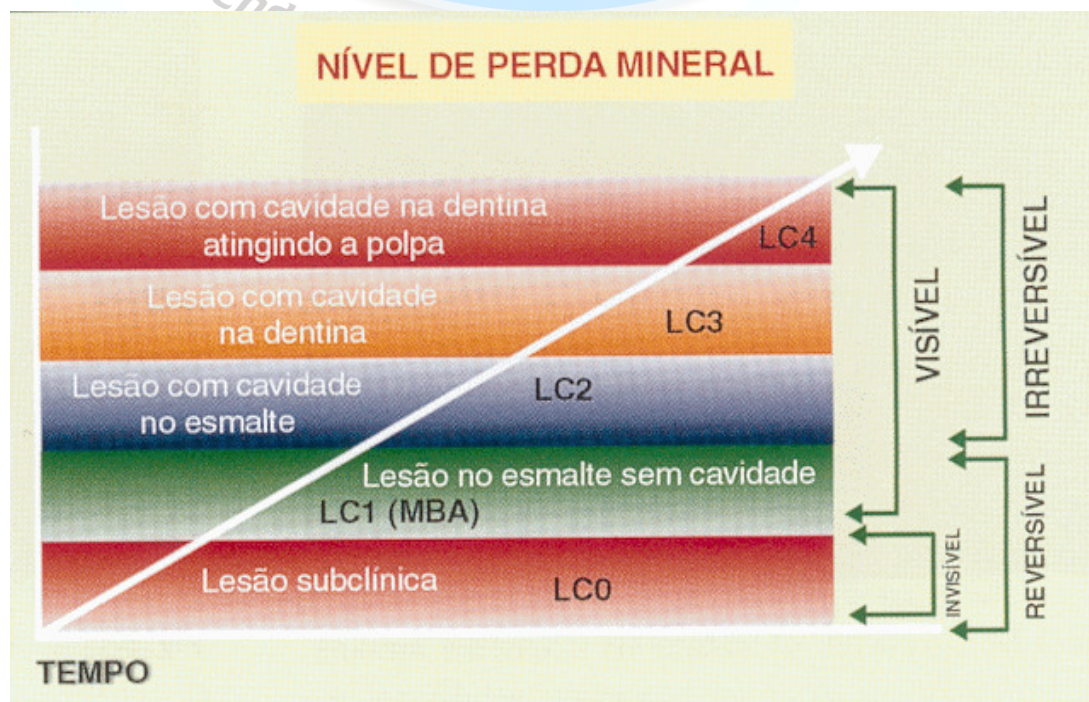 NÍVEL DE PERDA MINERAL
Lesão com cavidade na dentina
atingindo a polpa
LC4
Lesão com cavidade
na dentina
LC3
Lesão com cavidade
no esmalte
LC2
Lesão no esmalte sem cavidade
LC1 (MBA)
Lesão subclínica
LC0
VISÍVEL
INVISÍVEL
IRREVERSÍVEL
REVERSÍVEL
TEMPO